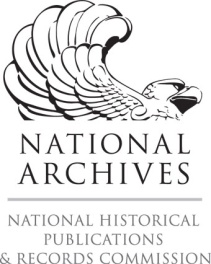 NATIONAL
ARCHIVES
NATIONAL HISTORICAL
PUBLICATIONS
& RECORDS COMMISSION